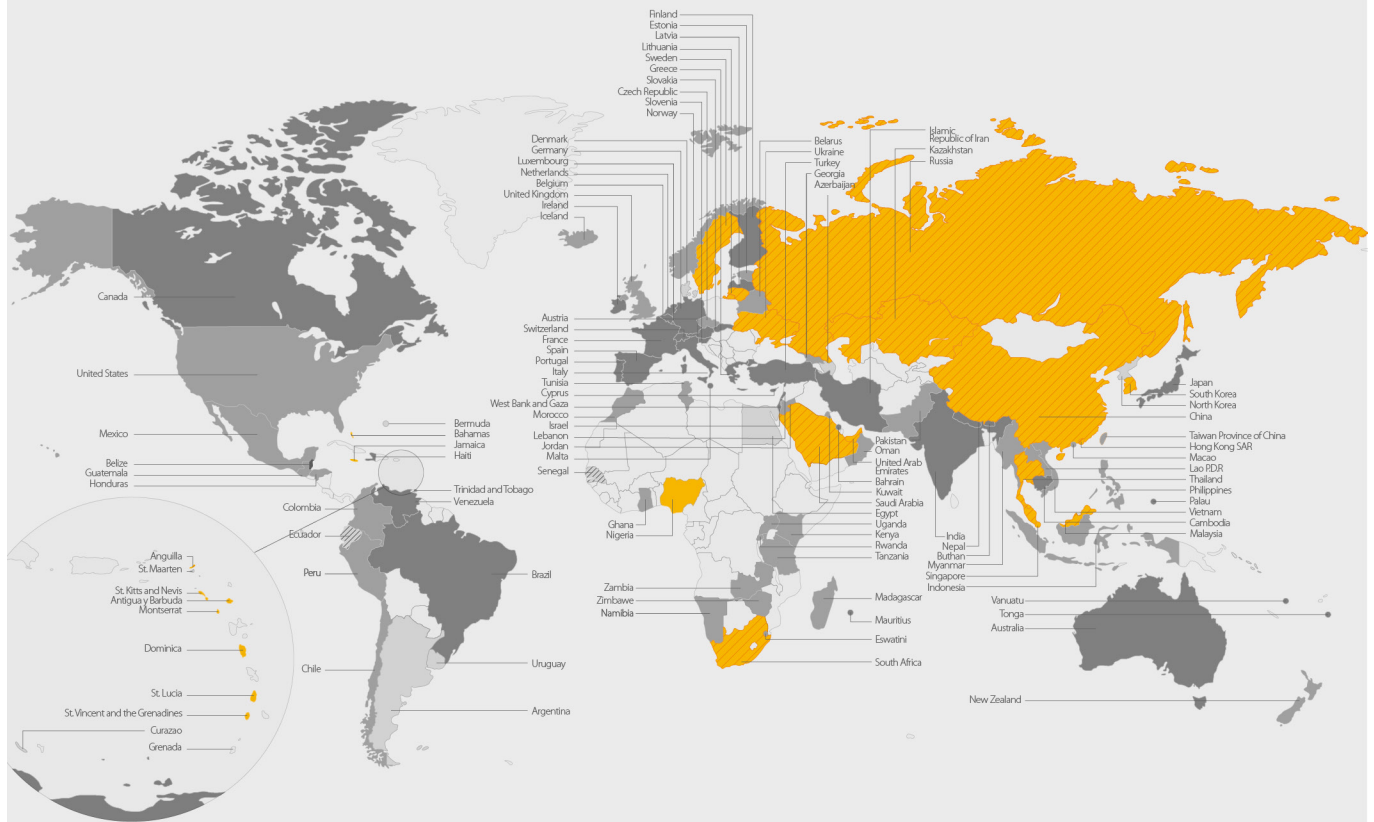 Finland
Estonia
Latvia
Lithuania
Sweden
Greece
Slovakia
Czech Republic
Slovenia
Norway
Denmark
Germany
Luxembourg
Netherlands
Belgium
United Kingdom
Ireland
Iceland
Belarus
Ukraine
Turkey
Georgia
Azerbaijan
Islamic
Republic of Iran
Kazakhstan
Russia
Canada
United States
Mexico
Belize
Guatemala
Honduras
Bermuda
Bahamas
Jamaica
Haïti
Trinidad and Tobago
Venezuela
Colombia
Ecuador
Peru
Brazil
Chile
Uruguay
Argentina
Austria
Switzerland
France
Spain
Portugal
Italy
Tunisia
Cyprus
West Bank and Gaza
Morocco
Israel
Lebanon
Jordan
Malta
Senegal
Ghana
Nigeria
Zambia
Zimbawe
Namibia
Pakistan
Oman
United Arab
Emirates
Bahrain
Kuwait
Saudi Arabia
Egypt
Uganda
Kenya
Rwanda
Tanzania
Madagascar
Mauritius
Eswatini
South Africa
India
Nepal
Buthan
Myanmar
Singapore
Indonesia
Japan
South Korea
North Korea
China
Taiwan Province of China
Hong Kong SAR
Macao
Lao P.D.R
Thailand
Philippines
Palau
Vietnam
Cambodia
Malaysia
Vanuatu
Tonga
Australia
New Zealand
Anguilla
St. Maarten
St. Kitts and Nevis
Antigua y Barbuda
Montserrat
Dominica
St. Lucia
St. Vincent and the Grenadines
Curazao
Grenada